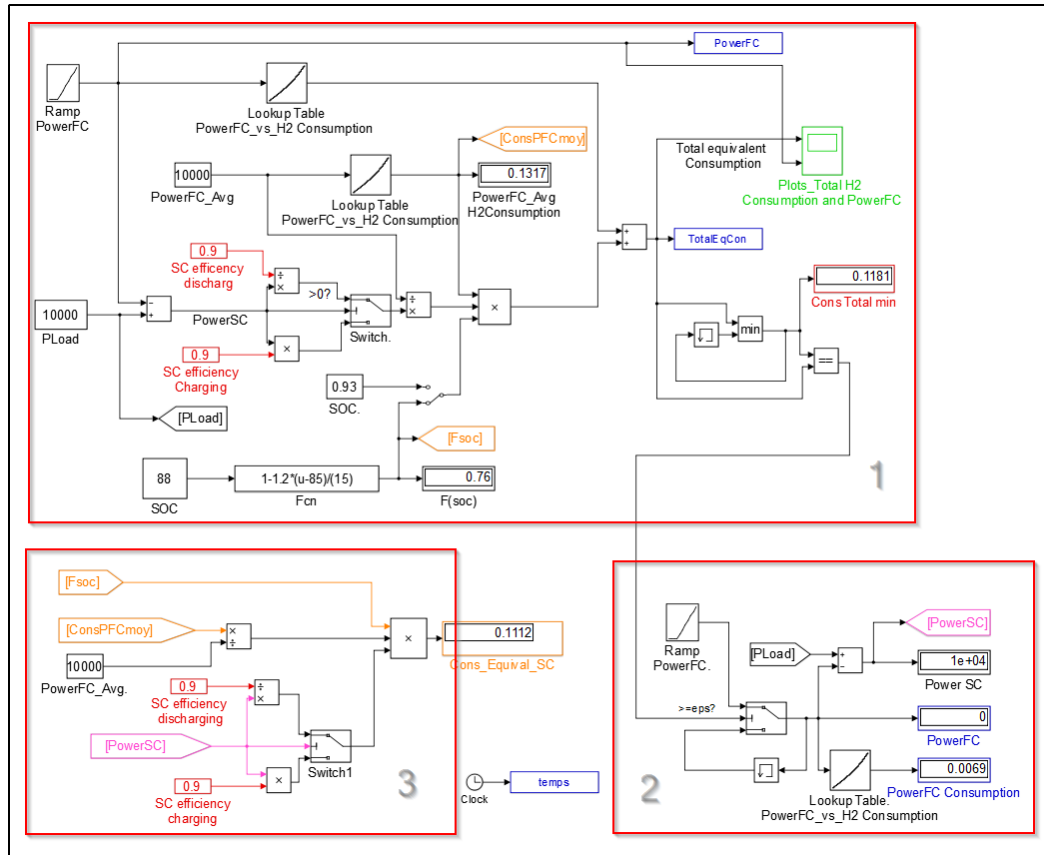 PowerFC
Ramp
PowerFC
Lookup Table
PowerFC_vs_H2 Consumption
[ConsPFCmoy]
Total equivalent
Consumption
Plots_Total H2
Consumption and PowerFC
10000
PowerFC_Avg
Lookup Table
PowerFC_vs_H2 Consumption
0.1317
PowerFC_Avg
H2Consumption
+
+
TotalEqCon
0.9
SC efficency
discharg
÷
×
>0?
÷
×
×
0.1181
Cons Total min
10000
PLoad
−
+
PowerSC
Switch.
min
==
0.9
SC efficiency
Charging
×
0.93
SOC.
[PLoad]
[Fsoc]
88
SOC
1-1.2*(u-85)/(15)
Fcn
0.76
F(soc)
1
[Fsoc]
[ConsPFCmoy]
×
÷
×
0.1112
Cons_Equival_SC
10000
PowerFC_Avg.
0.9
SC efficiency
discharging
÷
×
[PowerSC]
Switch1
0.9
SC efficiency
charging
×
3
Clock
temps
Ramp
PowerFC.
[PLoad]
+
−
[PowerSC]
1e+04
Power SC
>=eps?
0
PowerFC
0.0069
PowerFC Consumption
Lookup Table.
PowerFC_vs_H2 Consumption
2